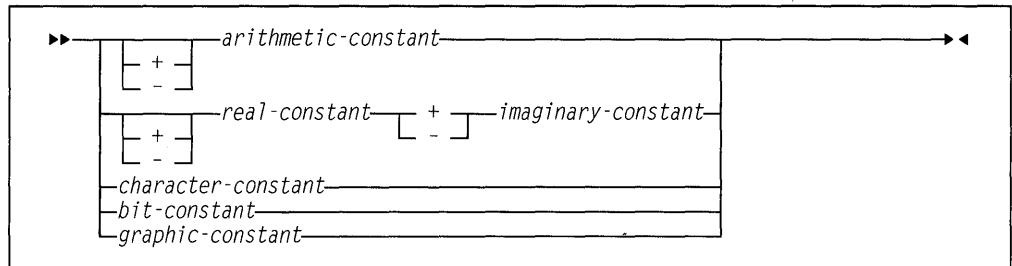 arithmetic-constant
+
-
real-constant + imaginary-constant
+ -
-
character-constant
bit-constant
graphic-constant